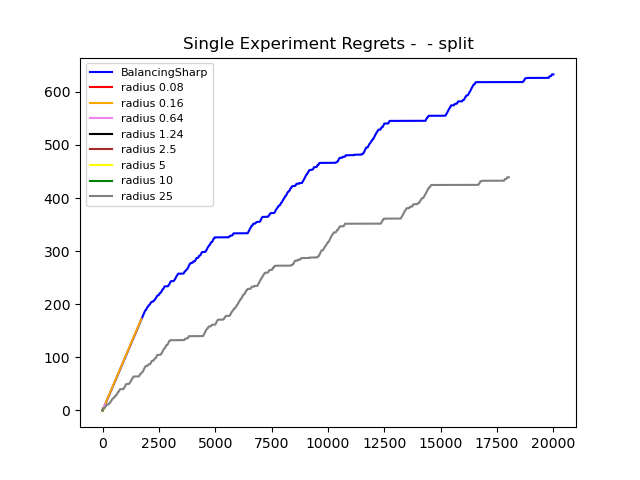 Single Experiment Regrets -  - split
BalancingSharp
radius 0.08
radius 0.16
radius 0.64
radius 1.24
radius 2.5
radius 5
radius 10
radius 25
600
500
400
300
200
100
0
0 2500 5000 7500 10000 12500 15000 17500 20000